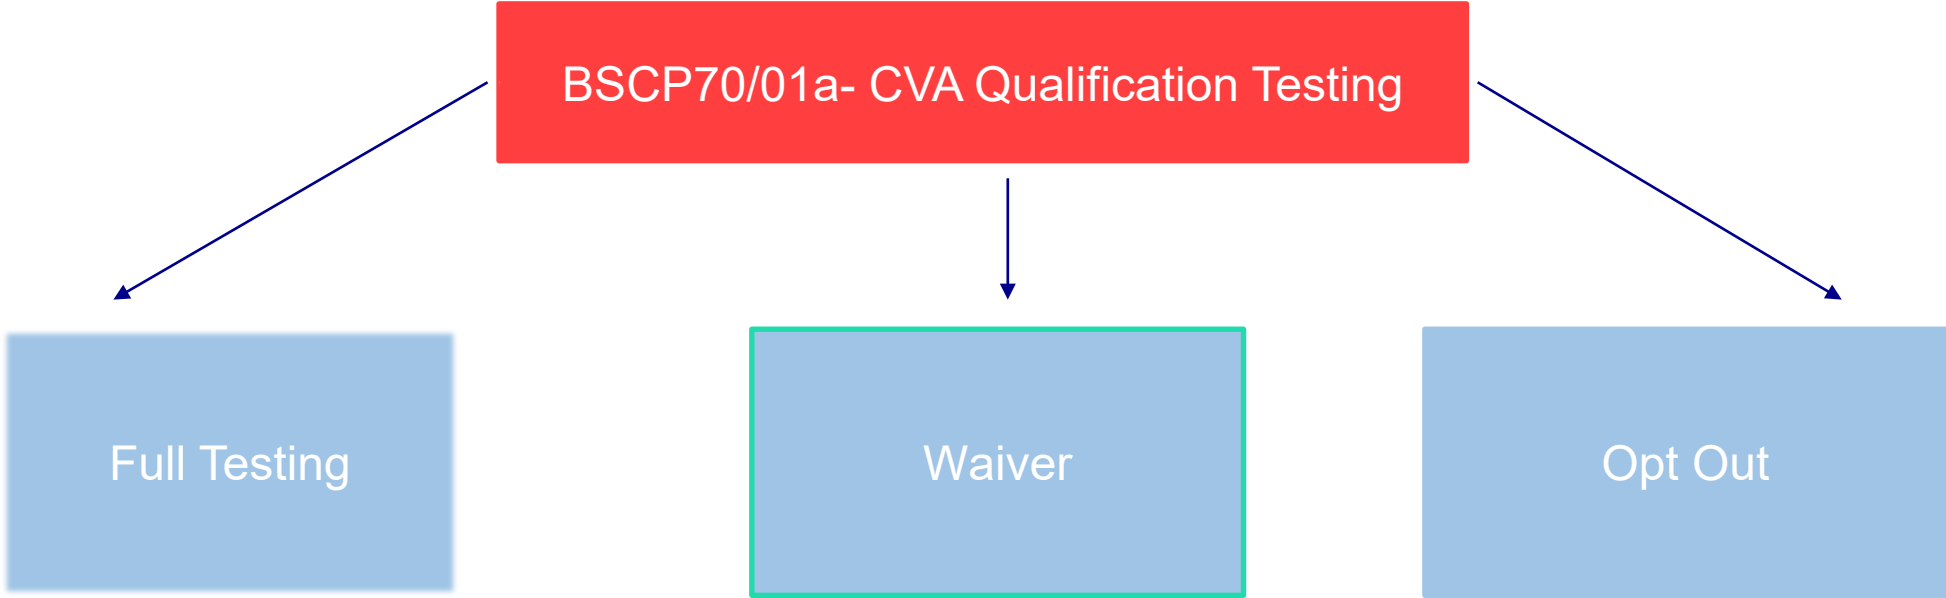 BSCP70/01a- CVA Qualification Testing
Full Testing
Waiver
Opt Out